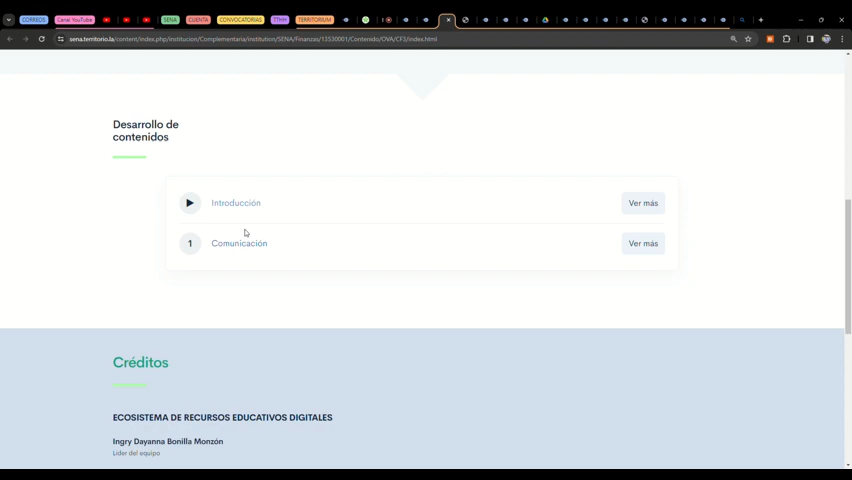 CORREOS
Canal YouTube
SENA
CUENTA
CONVOCATORIAS
TYHH
TERRITORIUM
sena.territorio.la/content/index.php/institucion/Complementaria/institution/SENA/Finanzas/13530001/Contenido/OVA/CF3/index.html
Desarrollo de
contenidos
Introducción
Ver más
1
Comunicación
Ver más
Créditos
ECOSISTEMA DE RECURSOS EDUCATIVOS DIGITALES
Ingry Dayanna Bonilla Monzón
Líder del equipo